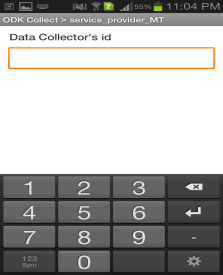 55% 11:04 PM
ODK Collect > service_provider_MT
Data Collector's id
1 2 3
4 5 6
7 8 9 -
123 0
Sym